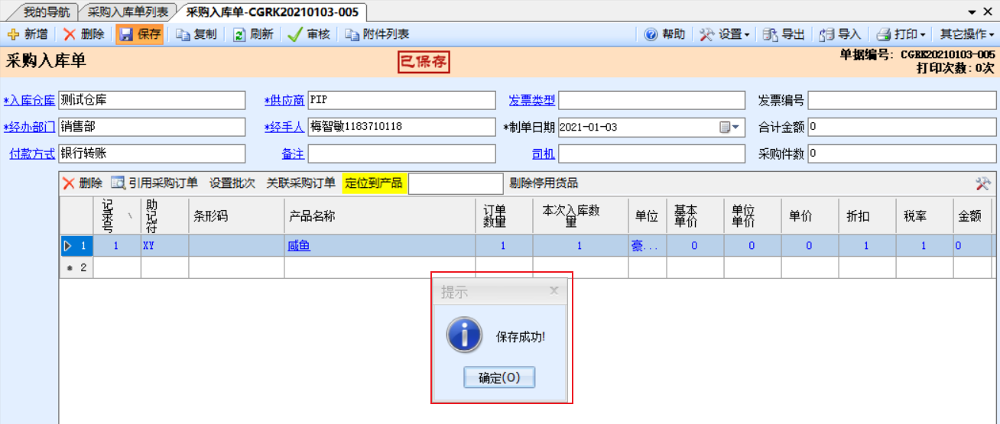 我的导航 采购入库单列表 采购入库单-CGRK20210103-005
新增 删除 保存 复制 刷新 审核 附件列表 帮助 设置 导出 导入 打印 其它操作
采购入库单 已保存 单据编号: CGRK20210103-005
打印次数: 0次
*入库仓库 测试仓库 *供应商 PIP 发票类型 发票编号
*经办部门 销售部 *经手人 梅智敏1183710118 *制单日期 2021-01-03 合计金额 0
付款方式 银行转账 备注 司机 采购件数 0
删除 引用采购订单 设置批次 关联采购订单 定位到产品 剔除停用货品
记录号 助记符 条形码 产品名称 订单数量 本次入库数量 单位 基本单价 单位单价 单价 折扣 税率 金额
1 1 XY 咸鱼 1 1 豪... 0 0 0 1 1 0
* 2
提示
保存成功!
确定(O)